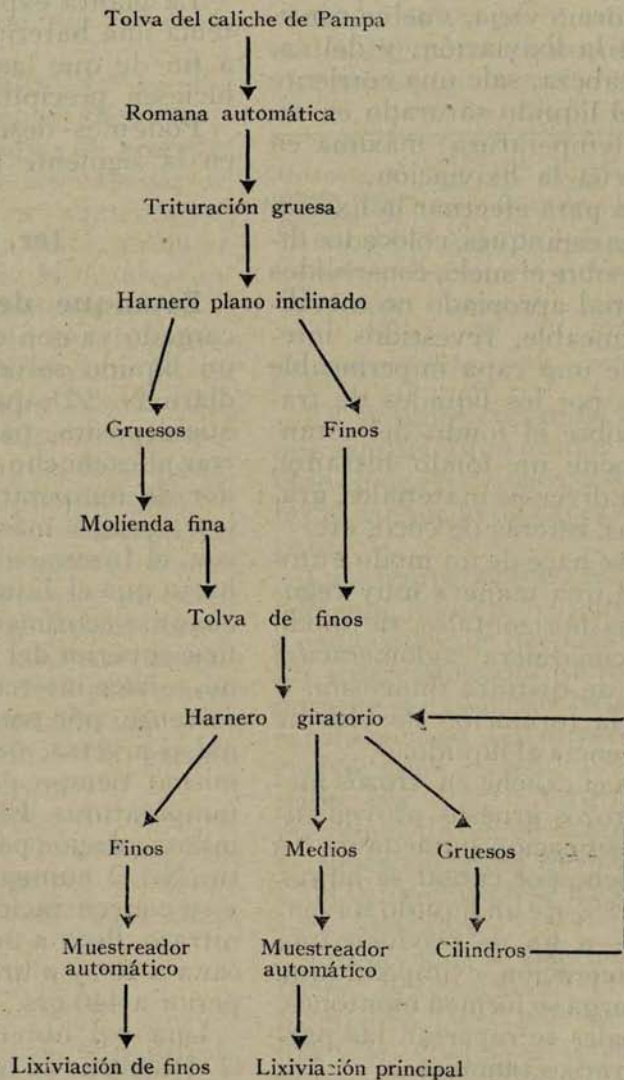 Tolva del caliche de Pampa
Romana automática
Trituración gruesa
Harnero plano inclinado
Gruesos Finos
Molienda fina
Tolva de finos
Harnero giratorio
Finos Medios Gruesos
Muestreador automático Muestreador automático Cilindros
Lixiviación de finos Lixiviación principal